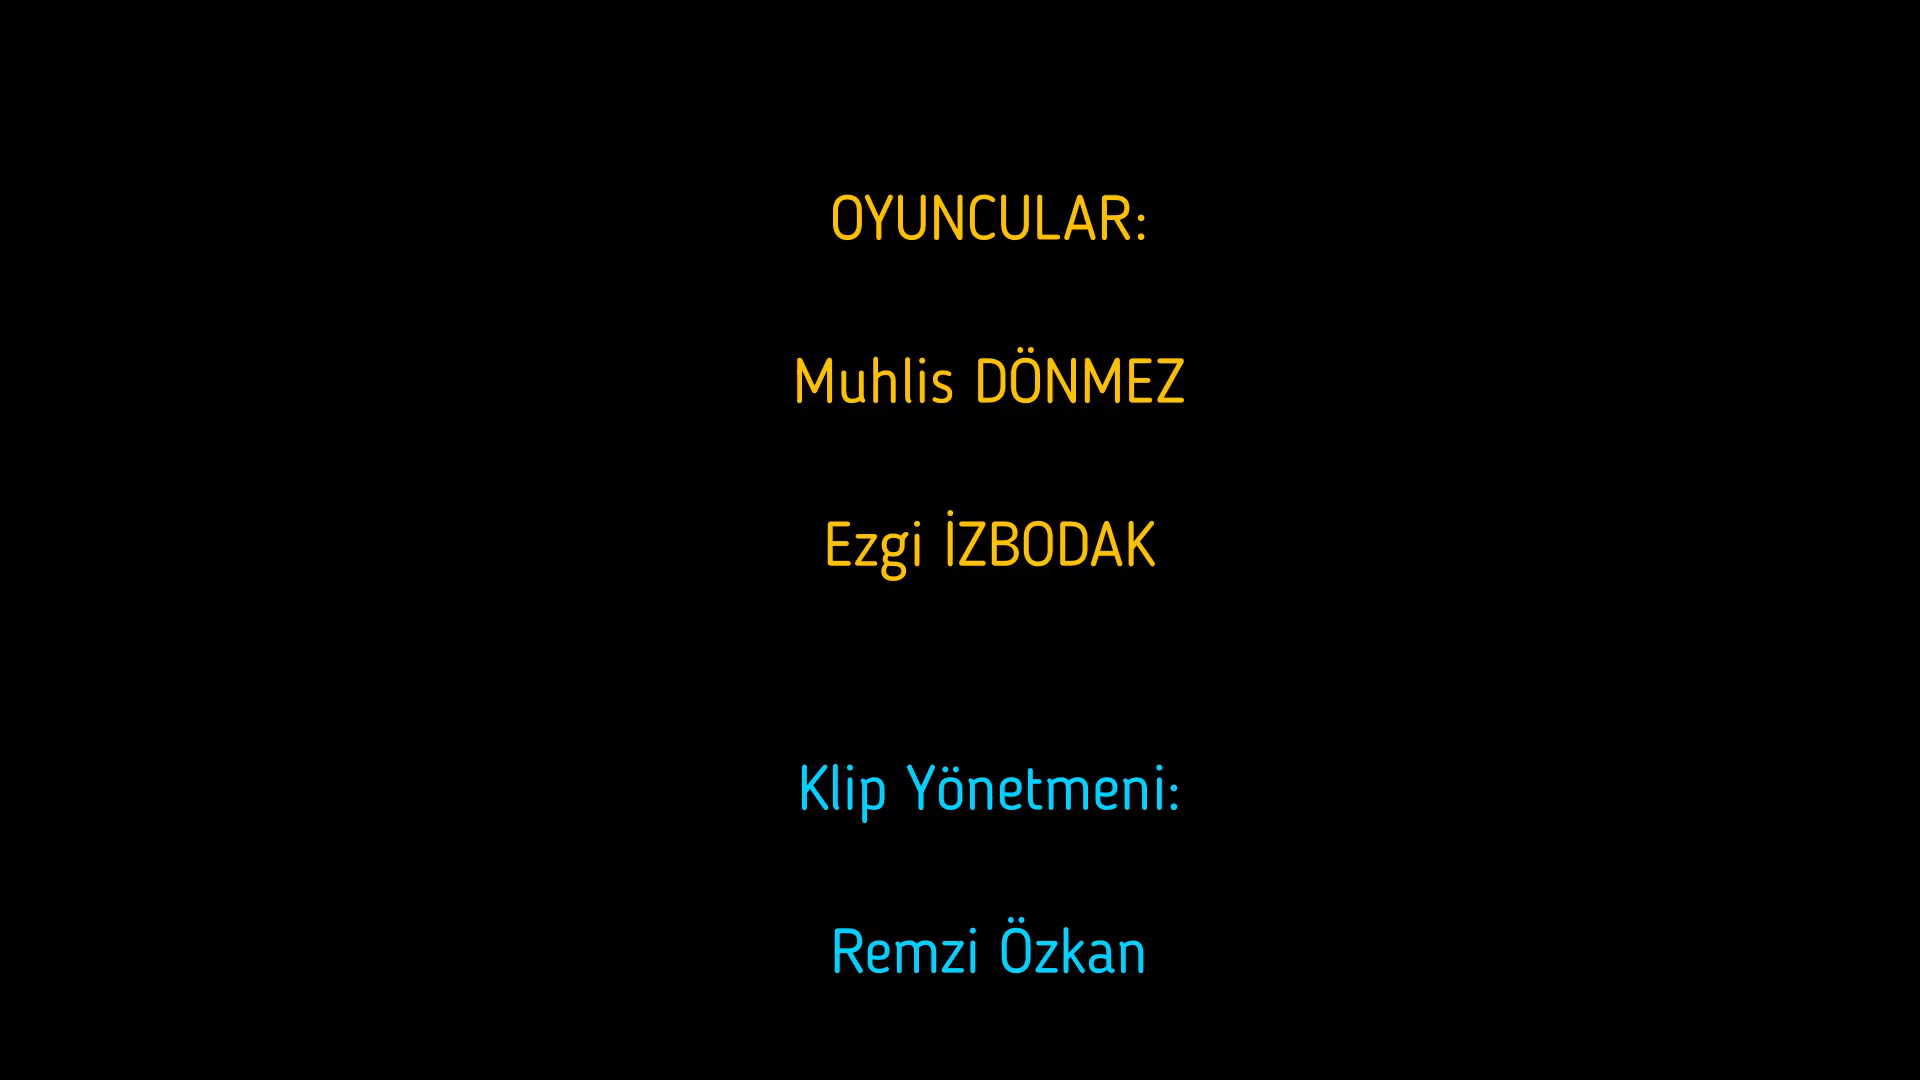 OYUNCULAR:
Muhlis DÖNMEZ
Ezgi İZBODAK
Klip Yönetmeni:
Remzi Özkan